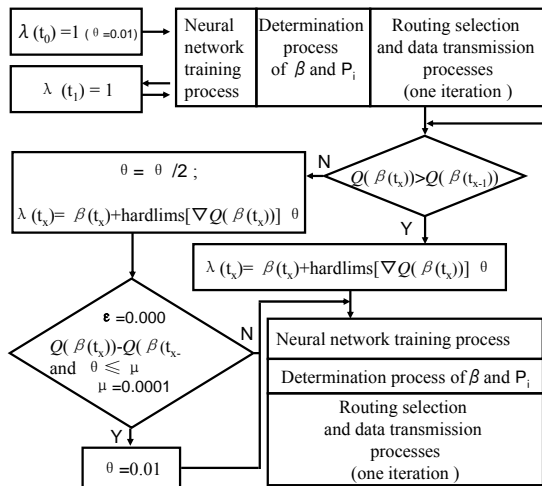 λ(t₀)=1 (θ=0.01)
λ (t₁) = 1
Neural
network
training
process
Determination
process
of β and Pᵢ
Routing selection
and data transmission
processes
(one iteration )
N
Q( β(tₓ))>Q( β(tₓ₋₁))
Y
θ = θ /2 ;
λ(tₓ)= β(tₓ)+hardlims[∇Q( β(tₓ))] θ
λ(tₓ)= β(tₓ)+hardlims[∇Q( β(tₓ))] θ
ε =0.000
Q( β(tₓ))-Q( β(tₓ₋
and θ ≤ μ
μ =0.0001
N
Y
θ =0.01
Neural network training process
Determination process of β and Pᵢ
Routing selection
and data transmission
processes
(one iteration )